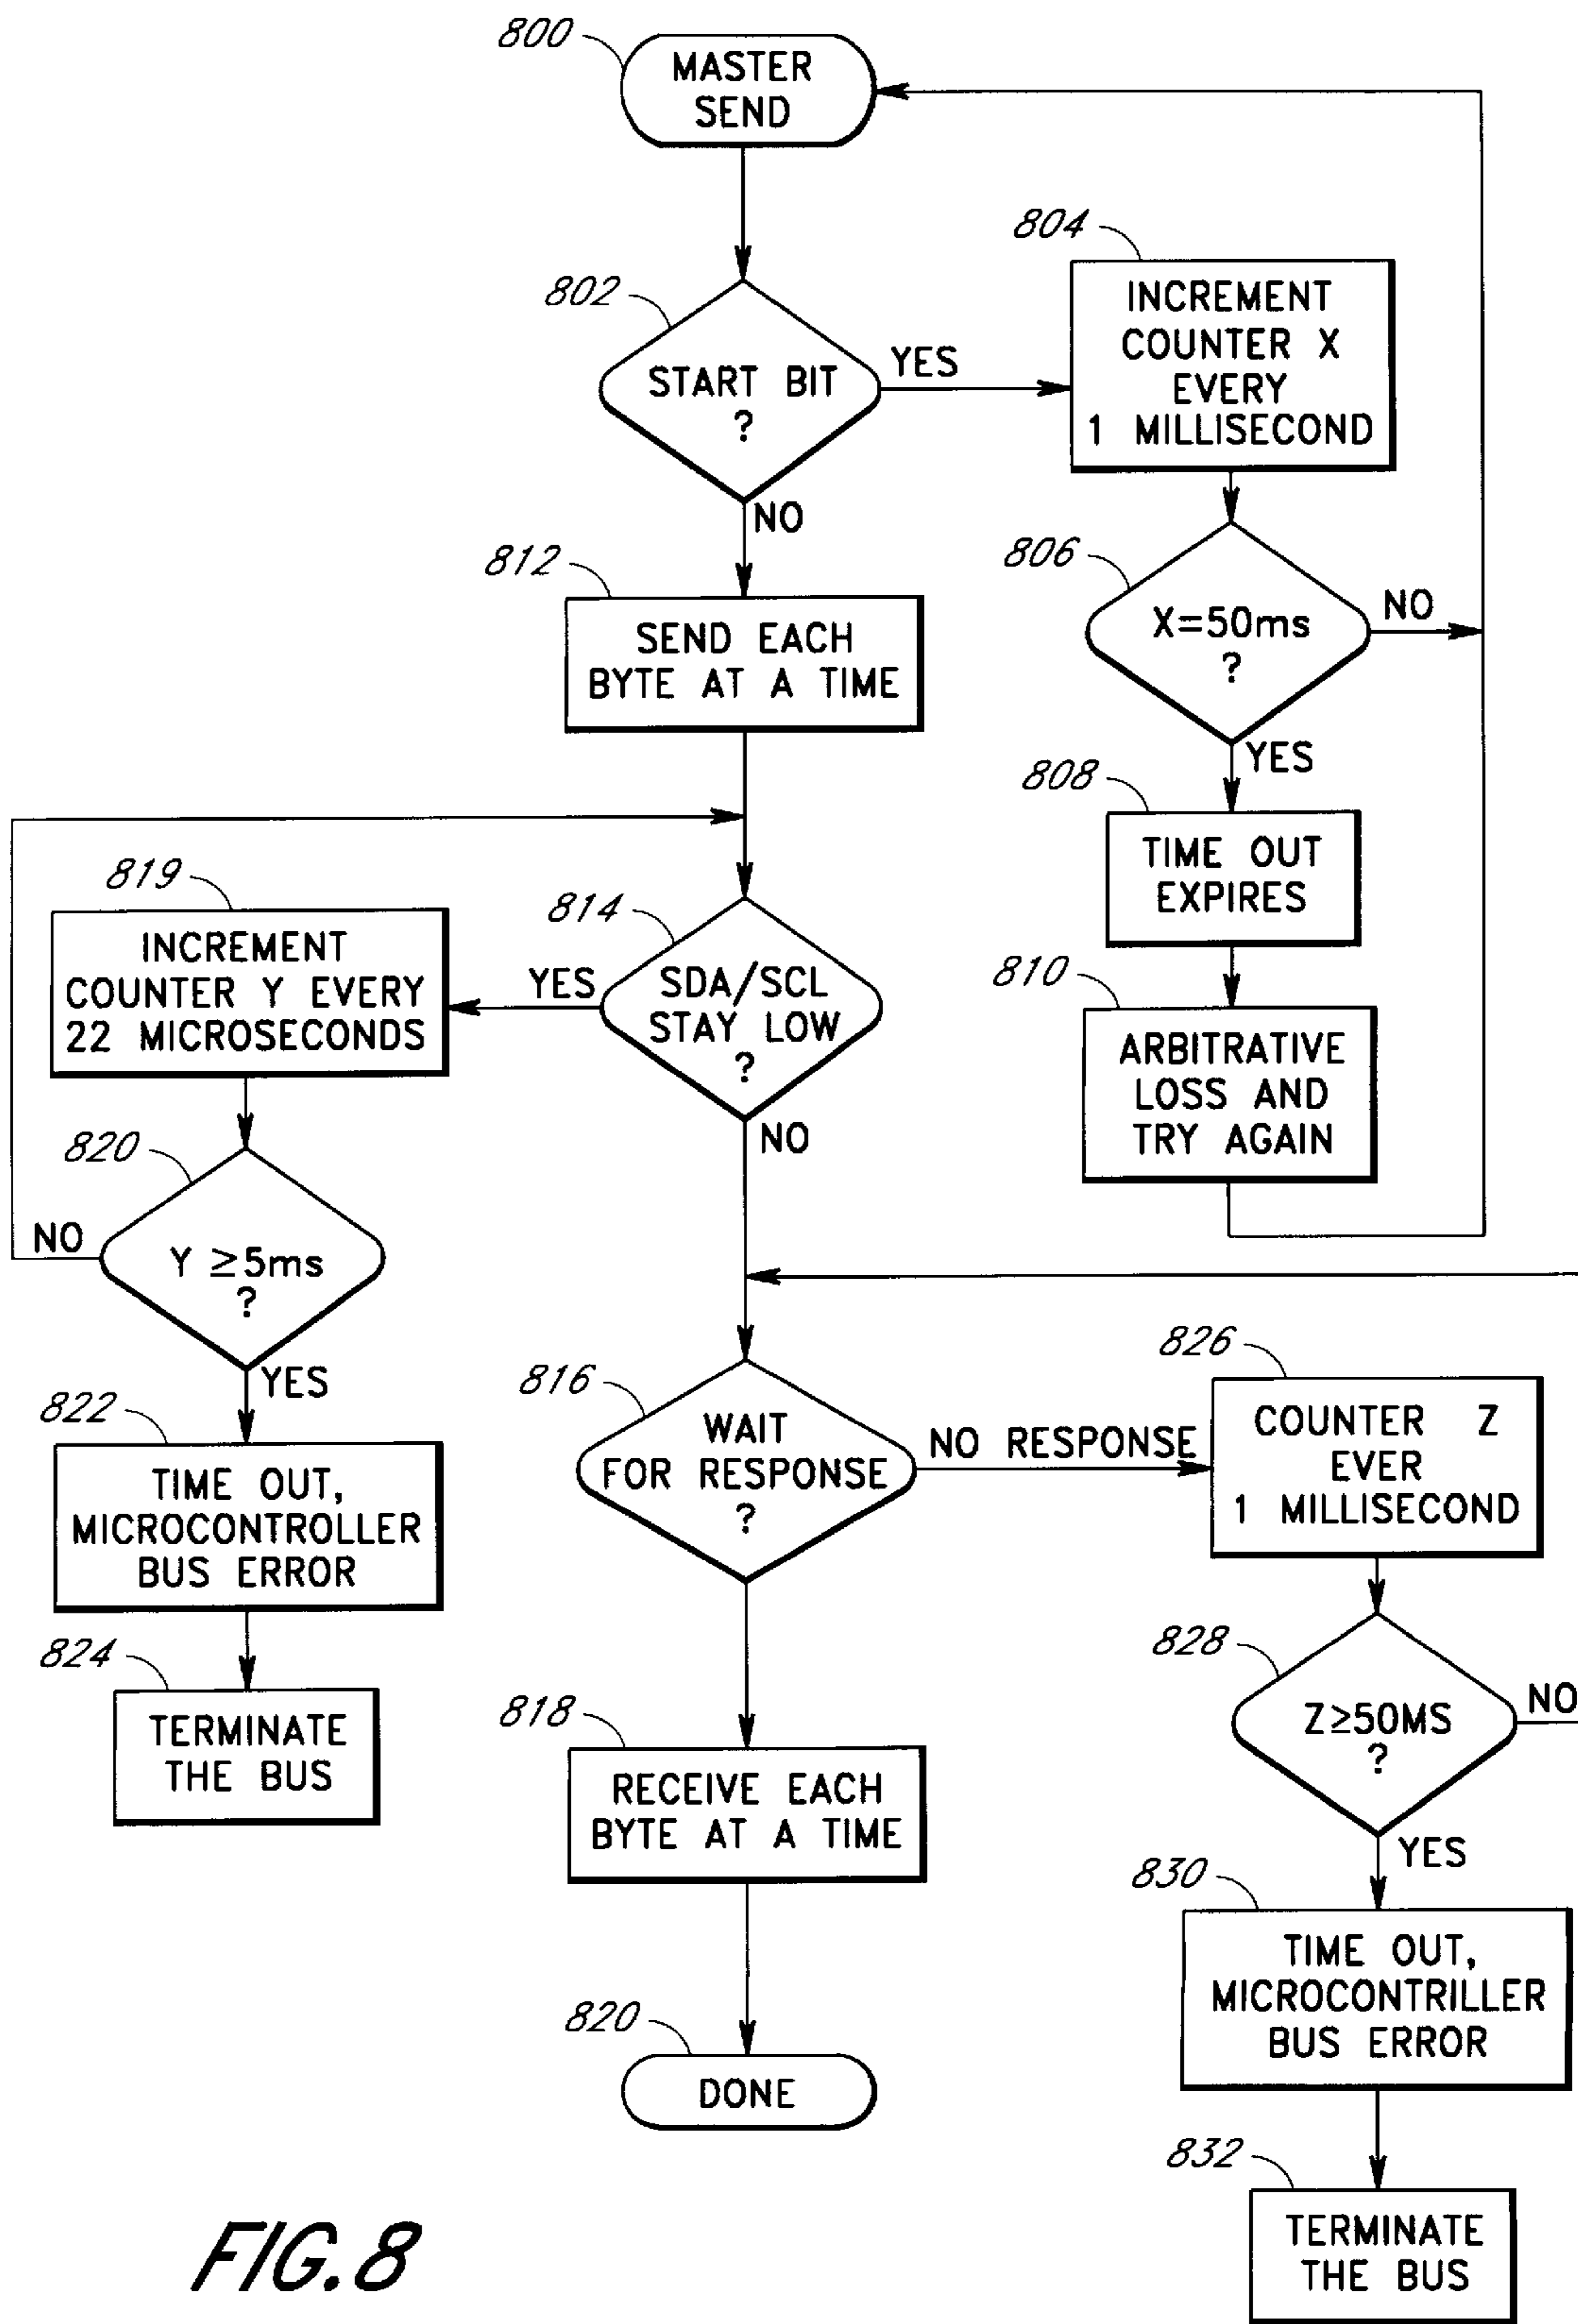 800
MASTER
SEND
804
802
INCREMENT
COUNTER X
EVERY
1 MILLISECOND
START BIT
?
YES
NO
812
806
SEND EACH
BYTE AT A TIME
X=50ms
?
NO
YES
808
TIME OUT
EXPIRES
819
814
INCREMENT
COUNTER Y EVERY
22 MICROSECONDS
YES
SDA/SCL
STAY LOW
?
NO
810
ARBITRATIVE
LOSS AND
TRY AGAIN
820
NO
Y ≥5ms
?
YES
826
816
WAIT
FOR RESPONSE
?
NO RESPONSE
COUNTER Z
EVER
1 MILLISECOND
822
TIME OUT,
MICROCONTROLLER
BUS ERROR
824
TERMINATE
THE BUS
828
Z≥50MS
?
NO
YES
818
RECEIVE EACH
BYTE AT A TIME
830
TIME OUT,
MICROCONTRILLER
BUS ERROR
820
DONE
832
TERMINATE
THE BUS
FIG.8